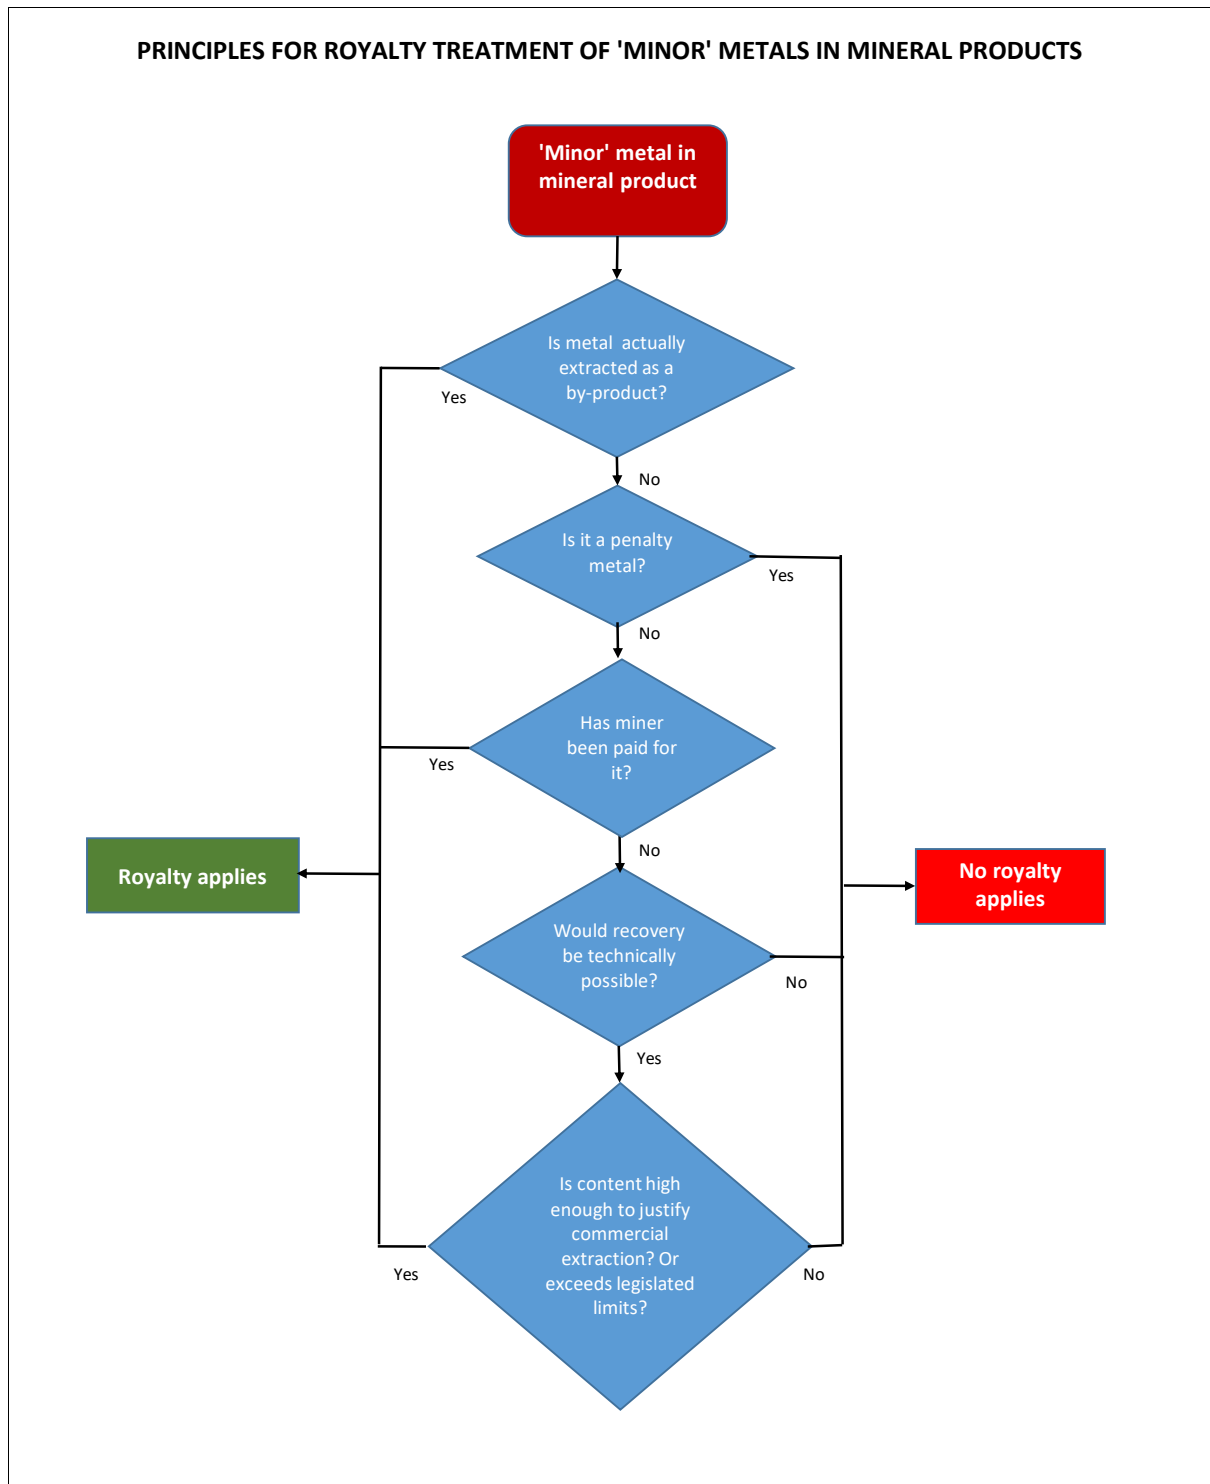 PRINCIPLES FOR ROYALTY TREATMENT OF 'MINOR' METALS IN MINERAL PRODUCTS
'Minor' metal in
mineral product
Is metal actually
extracted as a
by-product?
Yes
No
Is it a penalty
metal?
Yes
No
Has miner
been paid for
it?
Yes
No
Royalty applies
No royalty
applies
Would recovery
be technically
possible?
No
Yes
Is content high
enough to justify
commercial
extraction? Or
exceeds legislated
limits?
Yes
No